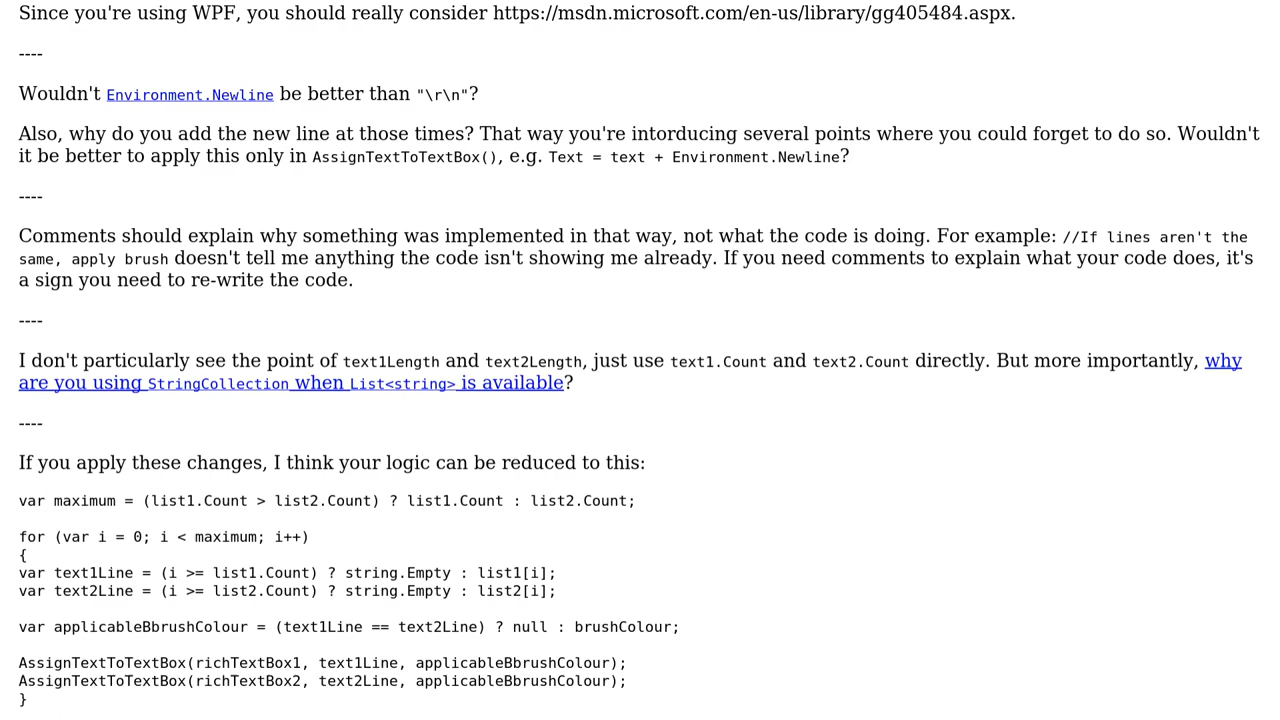 Since you're using WPF, you should really consider https://msdn.microsoft.com/en-us/library/gg405484.aspx.
----
Wouldn't Environment.Newline be better than "\r\n"?
Also, why do you add the new line at those times? That way you're intorducing several points where you could forget to do so. Wouldn't
it be better to apply this only in AssignTextToTextBox(), e.g. Text = text + Environment.Newline?
----
Comments should explain why something was implemented in that way, not what the code is doing. For example: //If lines aren't the
same, apply brush doesn't tell me anything the code isn't showing me already. If you need comments to explain what your code does, it's
a sign you need to re-write the code.
----
I don't particularly see the point of text1Length and text2Length, just use text1.Count and text2.Count directly. But more importantly, why
are you using StringCollection when List<string> is available?
----
If you apply these changes, I think your logic can be reduced to this:
var maximum = (list1.Count > list2.Count) ? list1.Count : list2.Count;
for (var i = 0; i < maximum; i++)
{
var text1Line = (i >= list1.Count) ? string.Empty : list1[i];
var text2Line = (i >= list2.Count) ? string.Empty : list2[i];
var applicableBbrushColour = (text1Line == text2Line) ? null : brushColour;
AssignTextToTextBox(richTextBox1, text1Line, applicableBbrushColour);
AssignTextToTextBox(richTextBox2, text2Line, applicableBbrushColour);
}